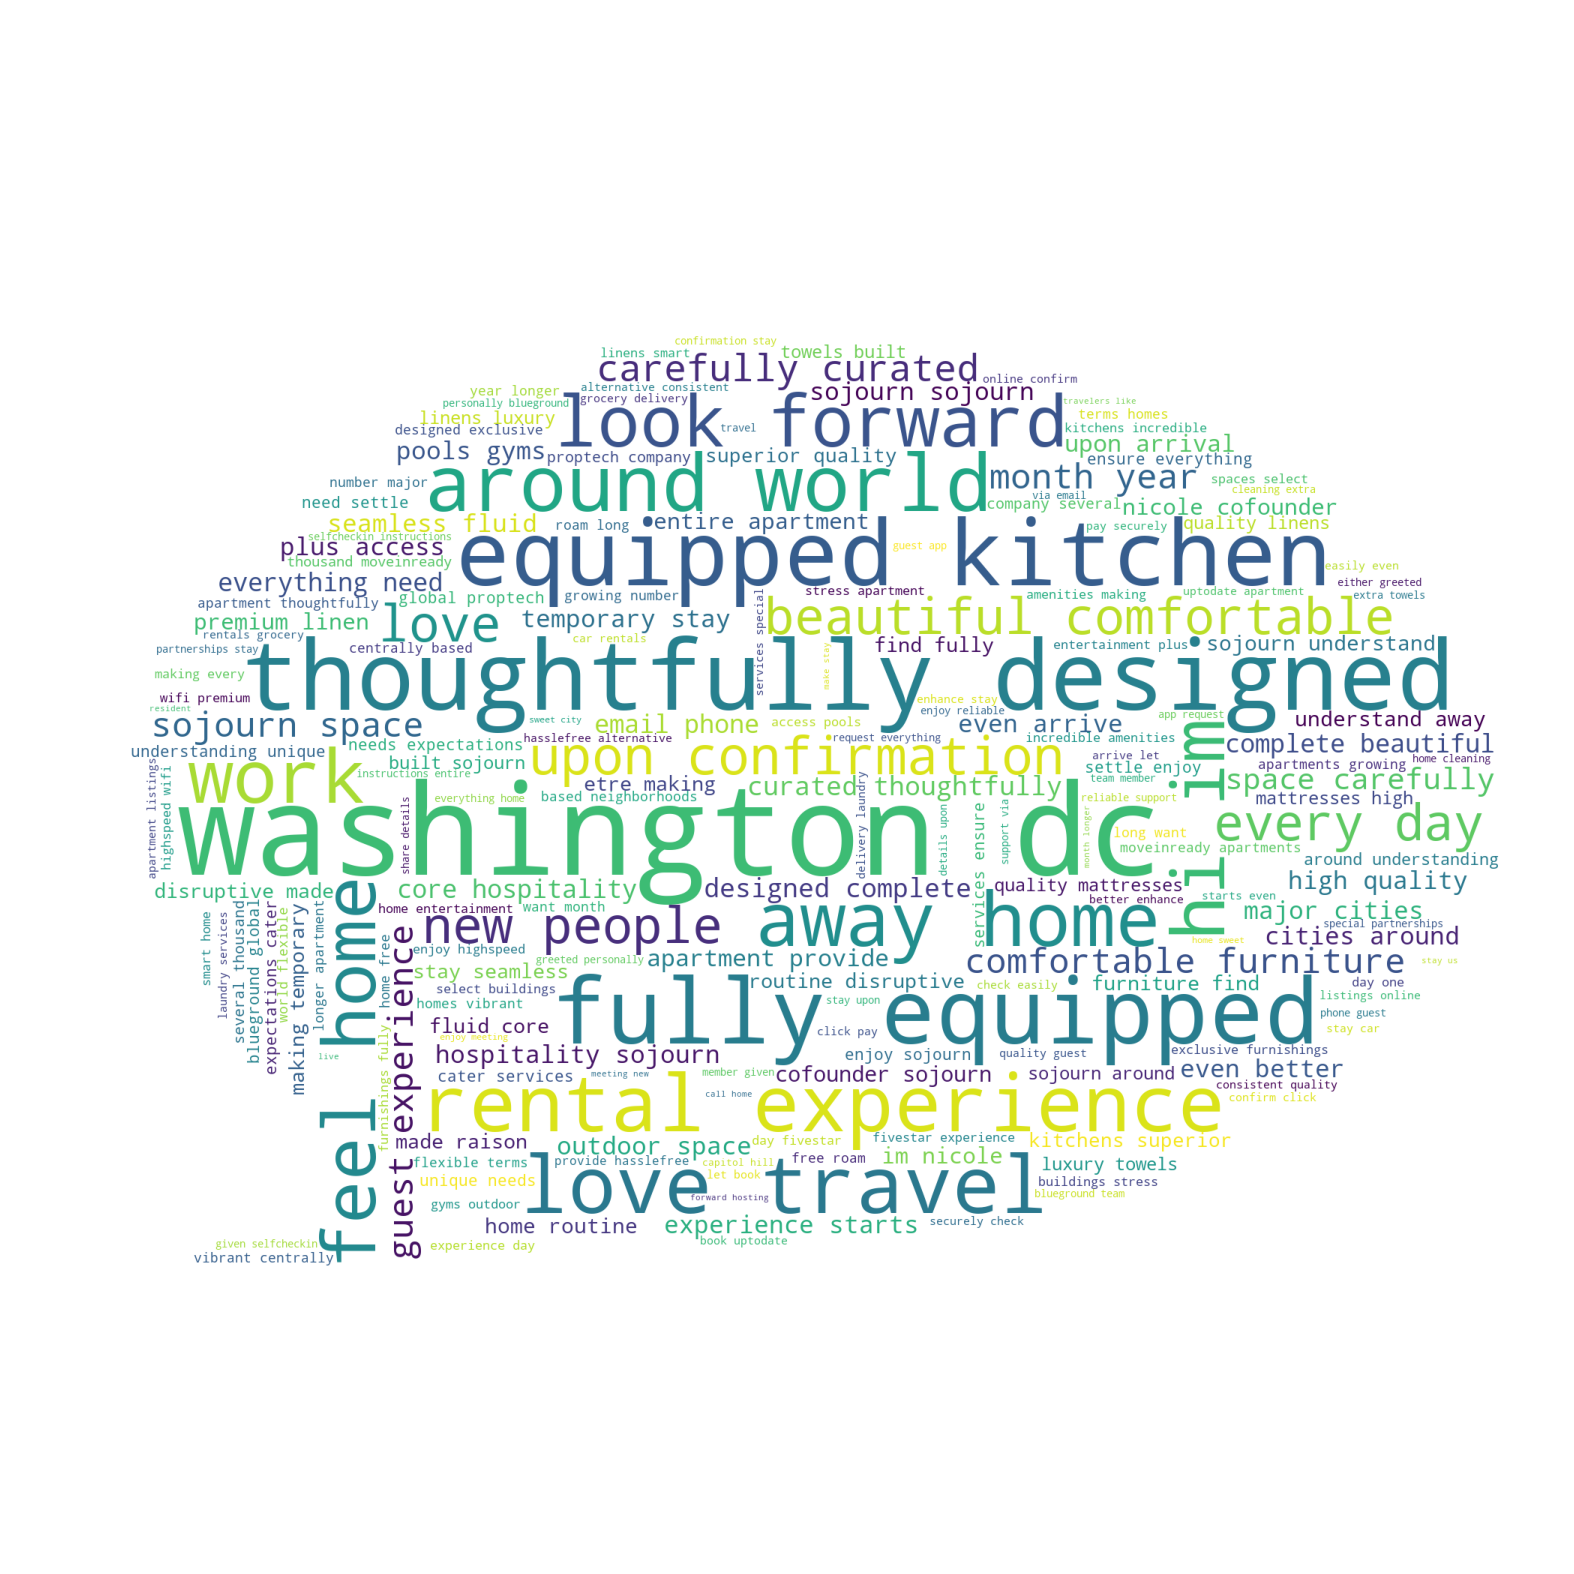 confirmation stay
linens smart
towels built
carefully curated
online confirm
year longer
alternative consistent
sojourn sojourn
personally blueground
grocery delivery
travelers like
linens luxury
look forward
terms homes
designed exclusive
travel
kitchens incredible
pools gyms
proptech company
superior quality
upon arrival
ensure everything
number major
around world
month year
spaces select
cleaning extra
need settle
via email
company several
nicole cofounder
seamless fluid
roam long
entire apartment
pay securely
quality linens
selfcheckin instructions
plus access
equipped kitchen
guest app
thousand moveinready
easily even
everything need
stress apartment
either greeted
apartment thoughtfully
global proptech
growing number
services special
beautiful comfortable
amenities making
uptodate apartment
extra towels
premium linen
love
temporary stay
rentals grocery
car rentals
partnerships stay
centrally based
thoughtfully designed
find fully
entertainment plus
sojourn understand
making every
make stay
wifi premium
enhance stay
resident
sweet city
enjoy reliable
app request
sojourn space
email phone
access pools
even arrive
understand away
hi im
understanding unique
needs expectations
hasslefree alternative
request everything
incredible amenities
complete beautiful
built sojourn
upon confirmation
arrive let
home cleaning
apartment listings
highspeed wifi
work
instructions entire
settle enjoy
apartments growing
etre making
curated thoughtfully
delivery laundry
team member
space carefully
everything home
based neighborhoods
reliable support
mattresses high
washington dc
share details
details upon
services ensure
support via
month longer
every day
long want
moveinready apartments
around understanding
disruptive made
core hospitality
designed complete
quality mattresses
high quality
feel home
home entertainment
want month
better enhance
starts even
new people
away home
major cities
smart home
laundry services
several thousand
blueground global
expectations cater
world flexible
making temporary
longer apartment
home free
guest experience
enjoy highspeed
special partnerships
home sweet
cities around
greeted personally
apartment provide
comfortable furniture
stay us
stay seamless
routine disruptive
check easily
furniture find
day one
select buildings
fully equipped
listings online
homes vibrant
stay upon
phone guest
fluid core
click pay
stay car
enjoy meeting
live
furnishings fully
hospitality sojourn
enjoy sojourn
quality guest
exclusive furnishings
cater services
meeting new
member given
cofounder sojourn
sojourn around
even better
consistent quality
call home
rental experience
confirm click
made raison
outdoor space
day fivestar
fivestar experience
kitchens superior
flexible terms
provide hasslefree
capitol hill
free roam
im nicole
luxury towels
unique needs
let book
buildings stress
love travel
blueground team
gyms outdoor
forward hosting
home routine
experience starts
securely check
given selfcheckin
experience day
book uptodate
vibrant centrally